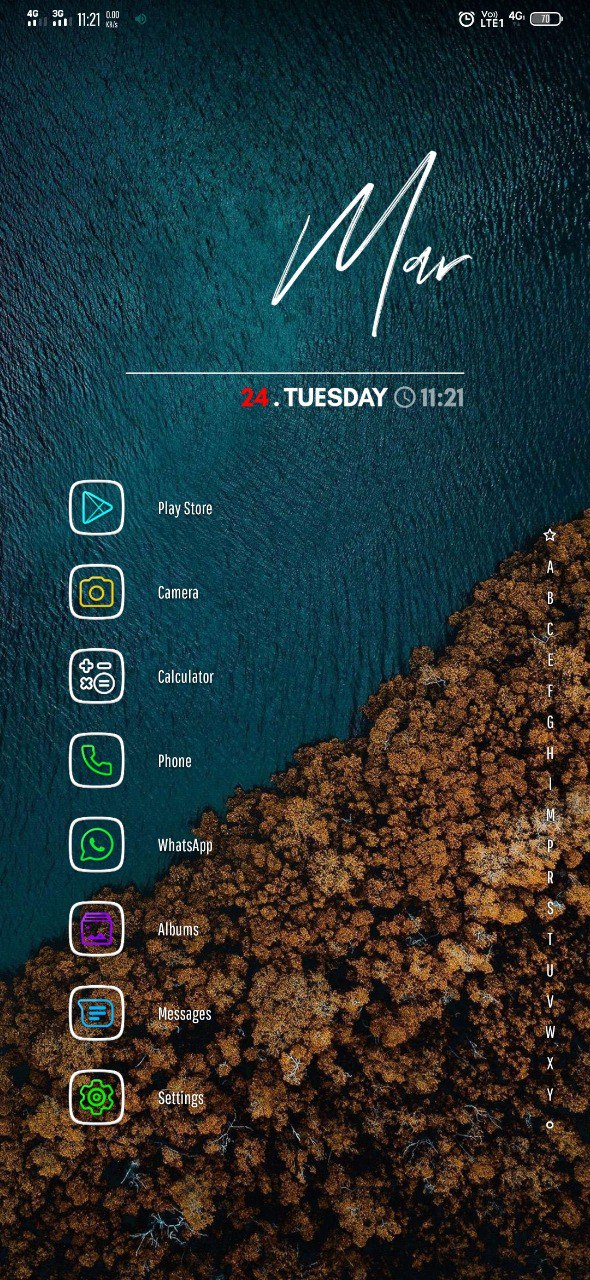 4G 3G 11:21 0.00 KB/s Vo) LTE1 4G 70
Mar
24 . TUESDAY 11:21
Play Store
Camera
Calculator
Phone
WhatsApp
Albums
Messages
Settings
A
B
C
E
F
G
H
I
M
P
R
S
T
U
V
W
X
Y